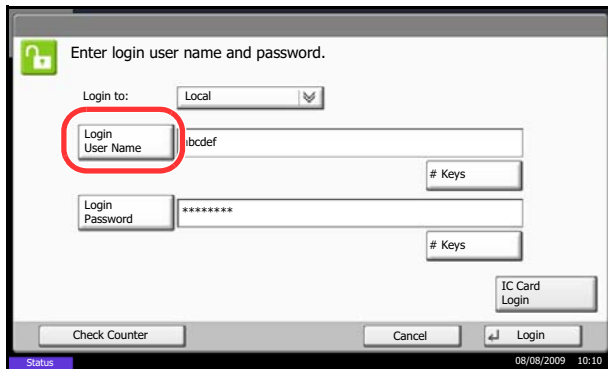 Enter login user name and password.
Login to:
Local
Login
User Name
abcdef
# Keys
Login
Password
********
# Keys
IC Card
Login
Check Counter
Cancel
Login
Status
08/08/2009 10:10